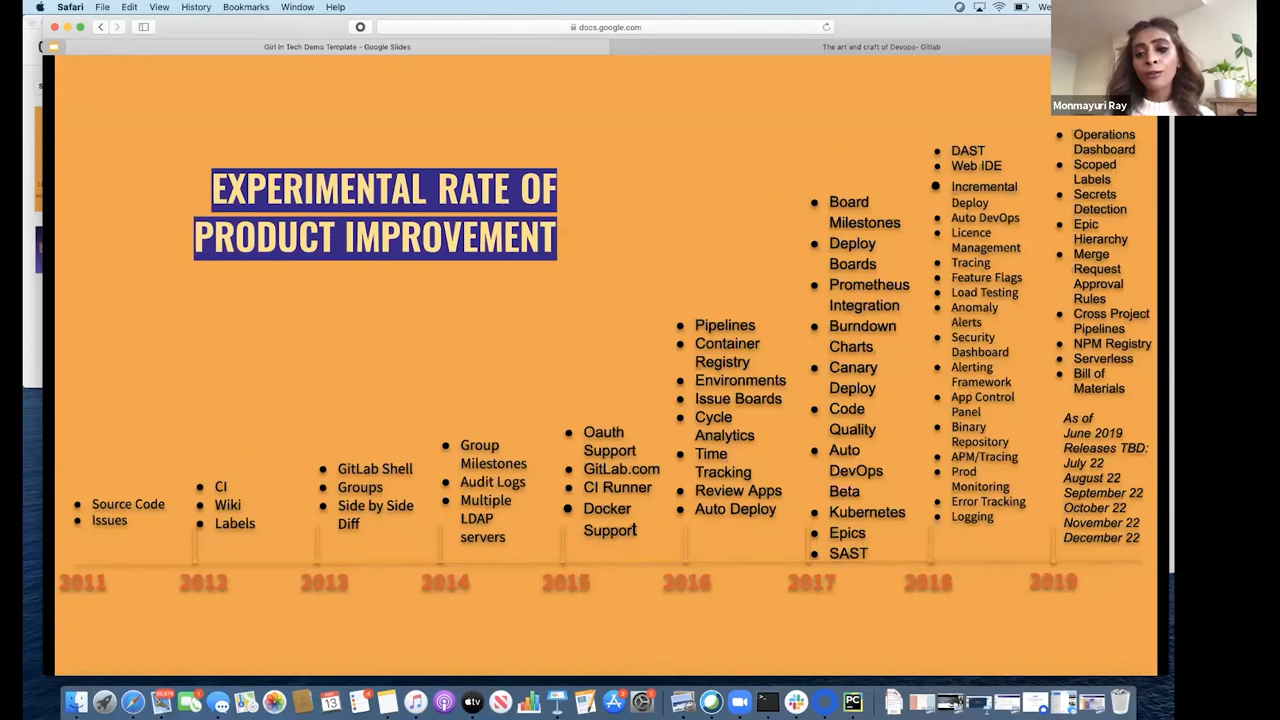 Safari File Edit View History Bookmarks Window Help
We
docs.google.com
Girl In Tech Demo Template - Google Slides
The art and craft of Devops- Gitlab
Monmayuri Ray
EXPERIMENTAL RATE OF
PRODUCT IMPROVEMENT
Source Code
Issues
2011
CI
Wiki
Labels
2012
GitLab Shell
Groups
Side by Side
Diff
2013
Group
Milestones
Audit Logs
Multiple
LDAP
servers
2014
Oauth
Support
GitLab.com
CI Runner
Docker
Support
2015
Pipelines
Container
Registry
Environments
Issue Boards
Cycle
Analytics
Time
Tracking
Review Apps
Auto Deploy
2016
Board
Milestones
Deploy
Boards
Prometheus
Integration
Burndown
Charts
Canary
Deploy
Code
Quality
Auto
DevOps
Beta
Kubernetes
Epics
SAST
2017
DAST
Web IDE
Incremental
Deploy
Auto DevOps
Licence
Management
Tracing
Feature Flags
Load Testing
Anomaly
Alerts
Security
Dashboard
Alerting
Framework
App Control
Panel
Binary
Repository
APM/Tracing
Prod
Monitoring
Error Tracking
Logging
2018
Operations
Dashboard
Scoped
Labels
Secrets
Detection
Epic
Hierarchy
Merge
Request
Approval
Rules
Cross Project
Pipelines
NPM Registry
Serverless
Bill of
Materials
As of
June 2019
Releases TBD:
July 22
August 22
September 22
October 22
November 22
December 22
2019
13
tv
PC